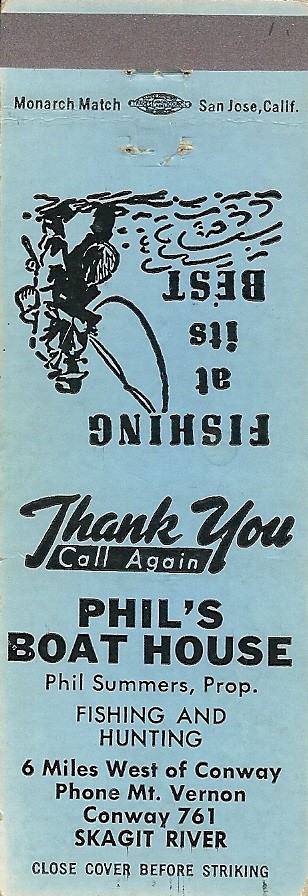 Monarch Match San Jose, Calif.
FISHING
at
its
BEST
Thank You
Call Again
PHIL'S
BOAT HOUSE
Phil Summers, Prop.
FISHING AND
HUNTING
6 Miles West of Conway
Phone Mt. Vernon
Conway 761
SKAGIT RIVER
CLOSE COVER BEFORE STRIKING